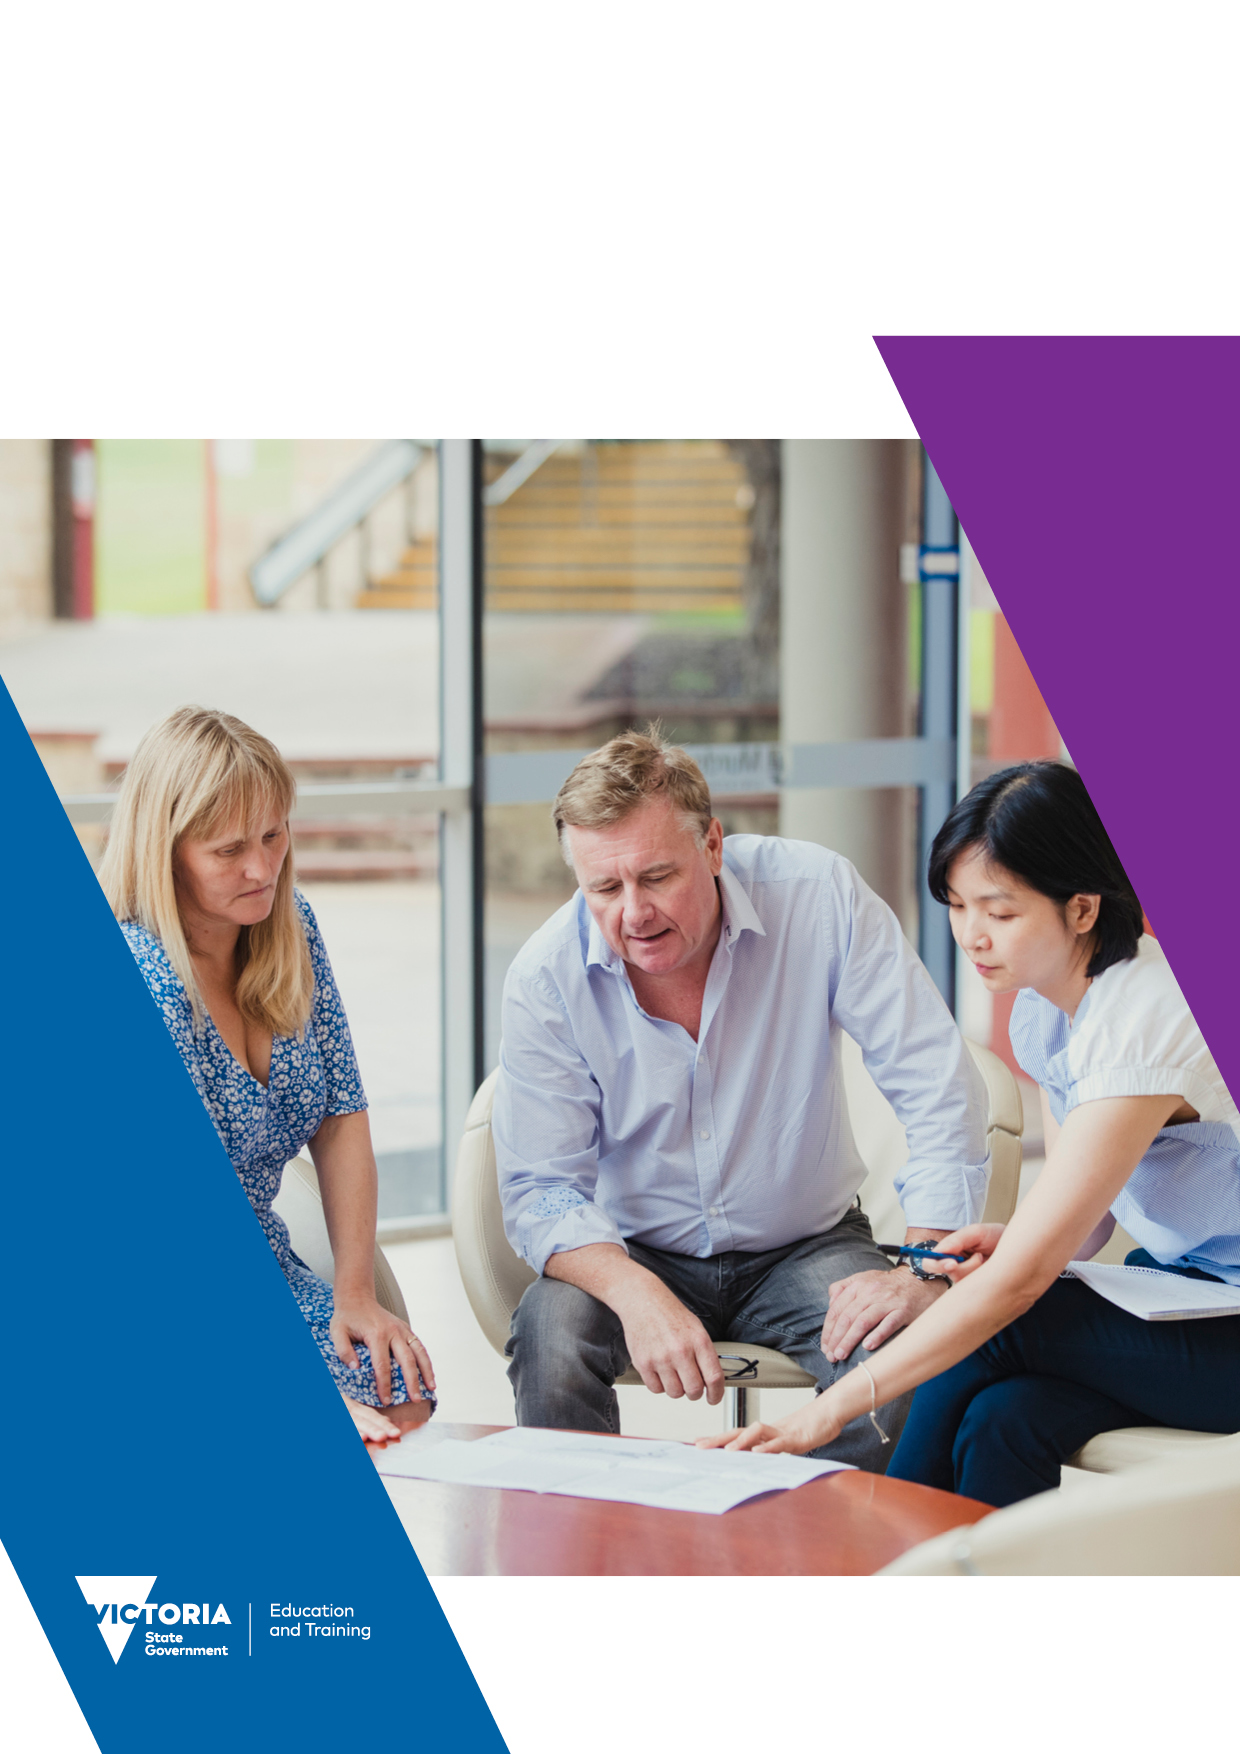 VICTORIA
State
Government
Education
and Training